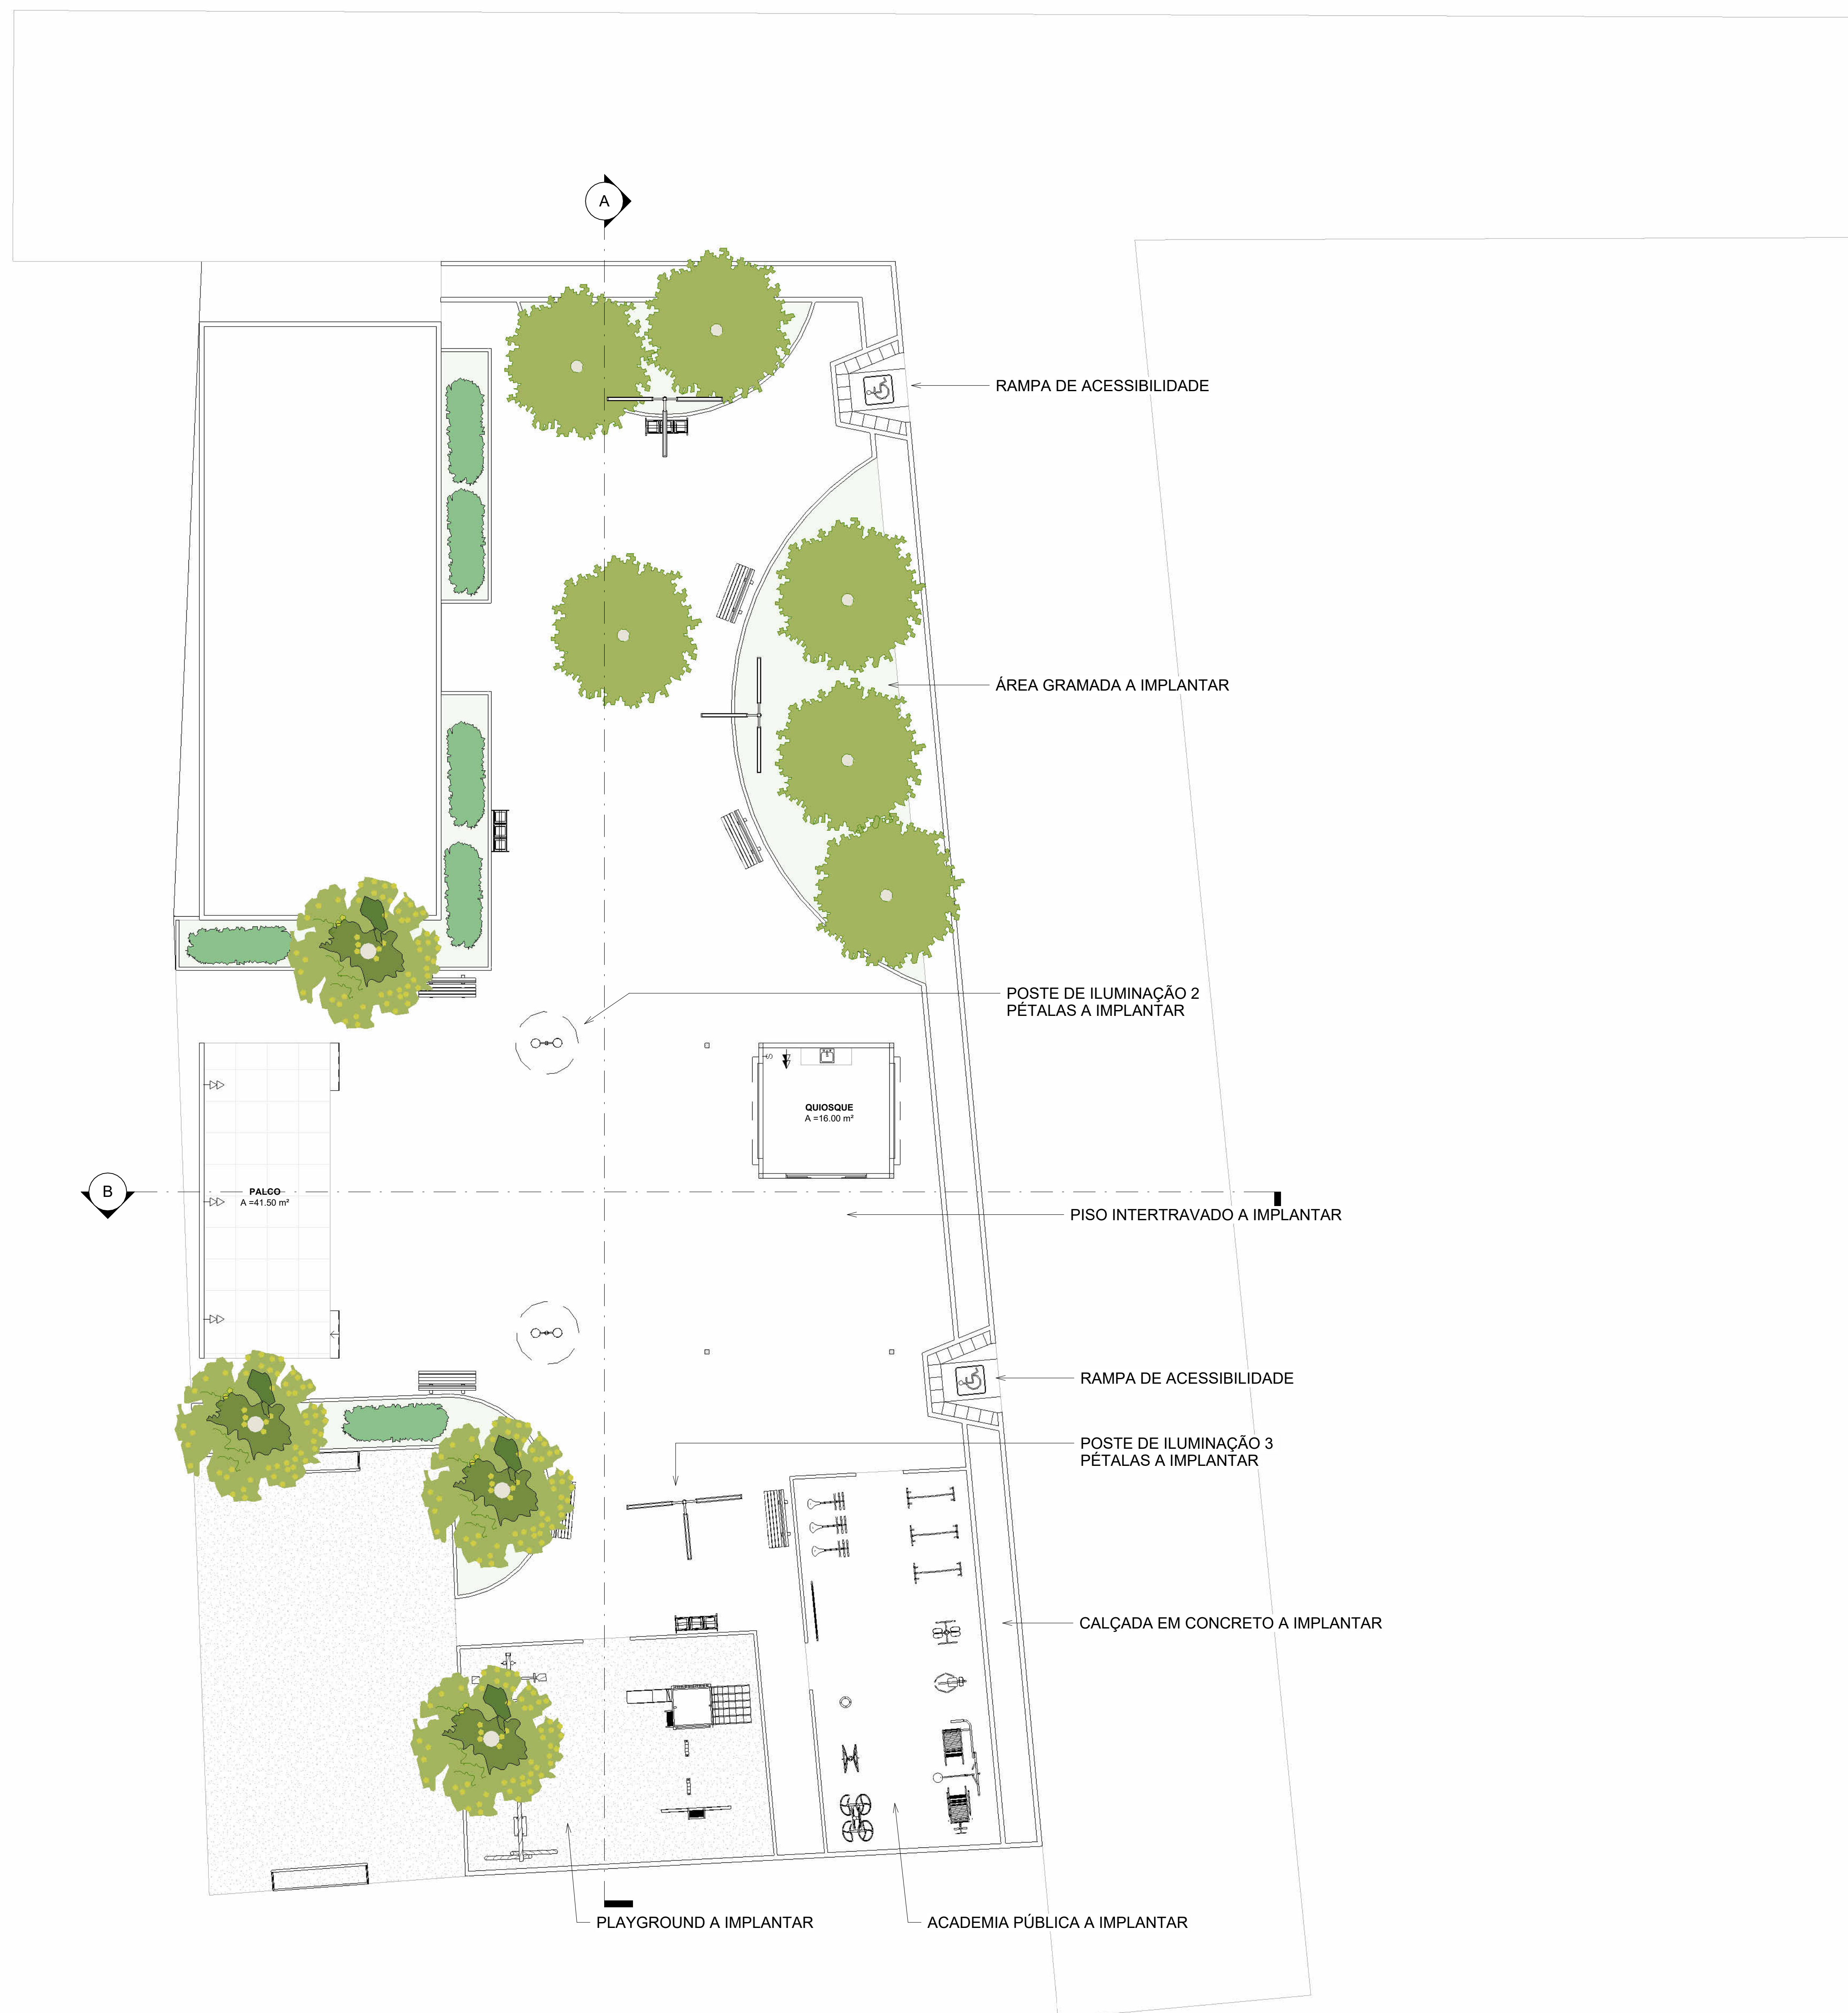 A
RAMPA DE ACESSIBILIDADE
ÁREA GRAMADA A IMPLANTAR
POSTE DE ILUMINAÇÃO 2
PÉTALAS A IMPLANTAR
S
QUIOSQUE
A =16.00 m²
B
PALCO
A =41.50 m²
PISO INTERTRAVADO A IMPLANTAR
RAMPA DE ACESSIBILIDADE
POSTE DE ILUMINAÇÃO 3
PÉTALAS A IMPLANTAR
CALÇADA EM CONCRETO A IMPLANTAR
PLAYGROUND A IMPLANTAR
ACADEMIA PÚBLICA A IMPLANTAR